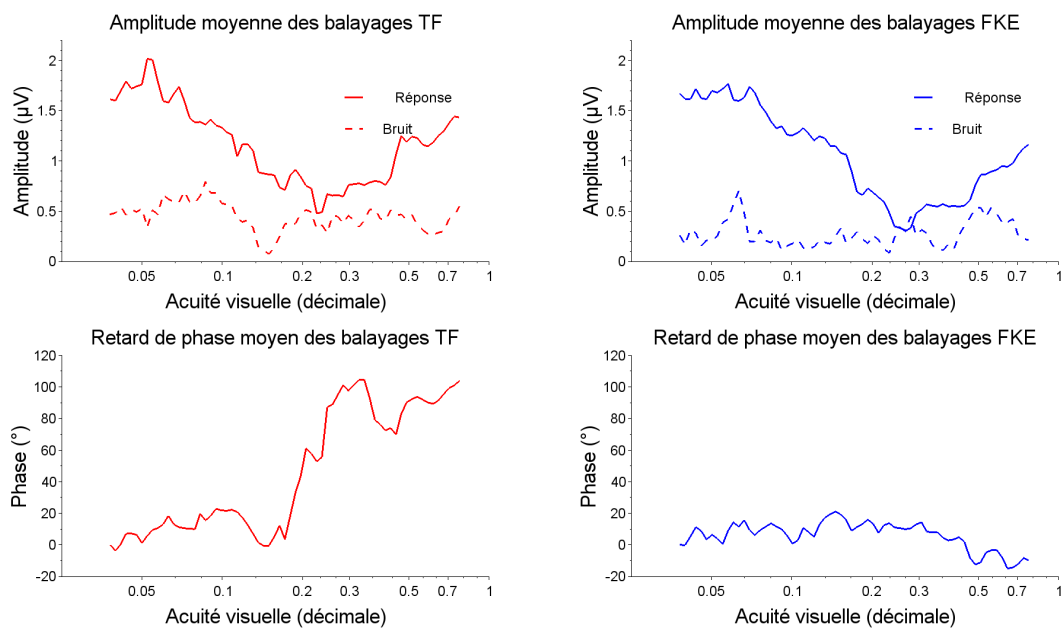 Amplitude moyenne des balayages TF
Amplitude (µV)
2
1.5
1
0.5
0
Réponse
Bruit
0.05 0.1 0.2 0.3 0.5 0.7 1
Acuité visuelle (décimale)
Amplitude moyenne des balayages FKE
Amplitude (µV)
2
1.5
1
0.5
0
Réponse
Bruit
0.05 0.1 0.2 0.3 0.5 0.7 1
Acuité visuelle (décimale)
Retard de phase moyen des balayages TF
Phase (°)
120
100
80
60
40
20
0
-20
0.05 0.1 0.2 0.3 0.5 0.7 1
Acuité visuelle (décimale)
Retard de phase moyen des balayages FKE
Phase (°)
120
100
80
60
40
20
0
-20
0.05 0.1 0.2 0.3 0.5 0.7 1
Acuité visuelle (décimale)